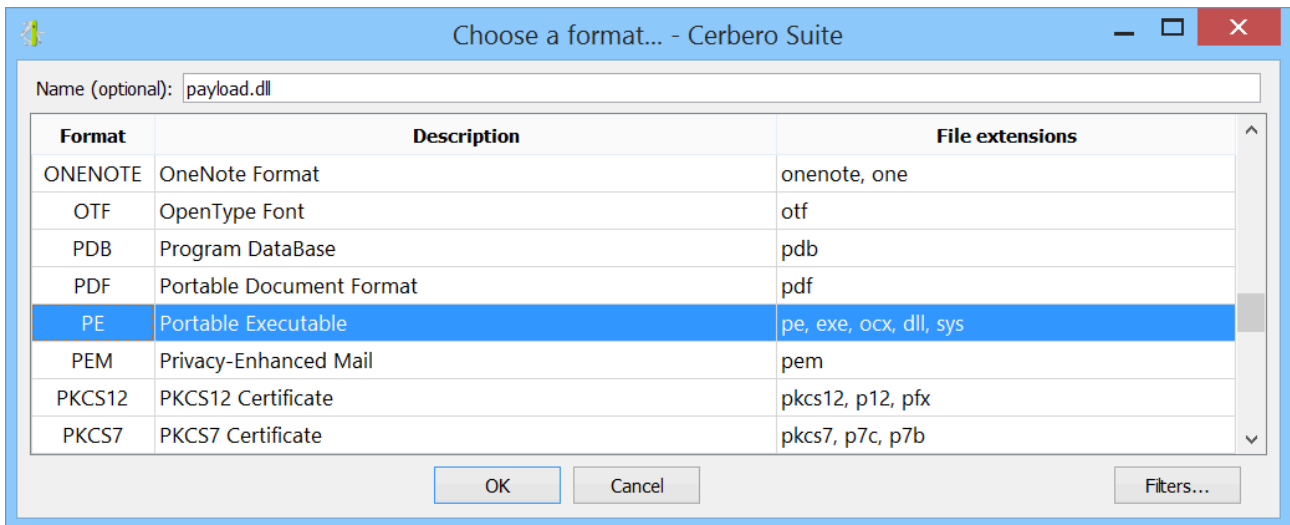 Choose a format... - Cerbero Suite
Name (optional): payload.dll
Format Description File extensions
ONENOTE OneNote Format onenote, one
OTF OpenType Font otf
PDB Program DataBase pdb
PDF Portable Document Format pdf
PE Portable Executable pe, exe, ocx, dll, sys
PEM Privacy-Enhanced Mail pem
PKCS12 PKCS12 Certificate pkcs12, p12, pfx
PKCS7 PKCS7 Certificate pkcs7, p7c, p7b
OK Cancel Filters...